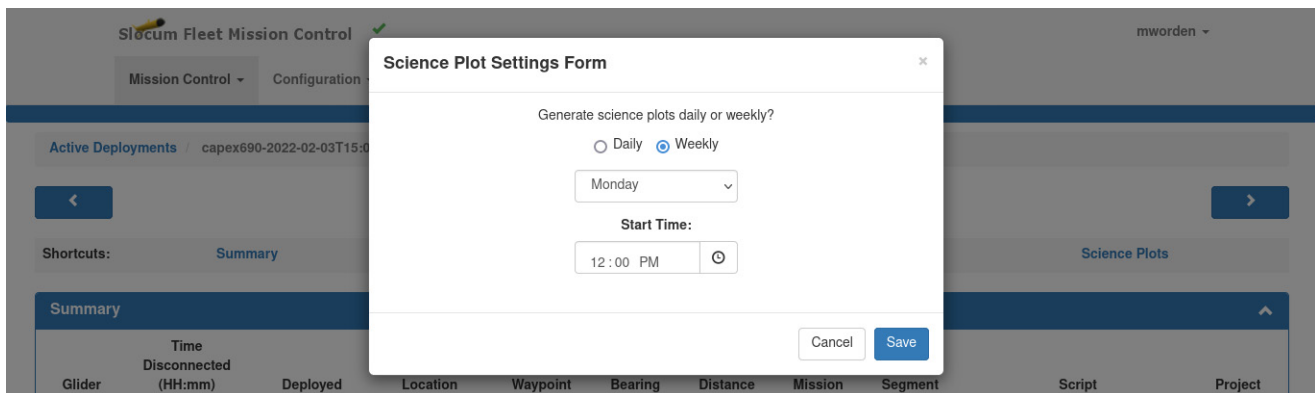 Slocum Fleet Mission Control
mworden
Mission Control
Configuration
Science Plot Settings Form
×
Generate science plots daily or weekly?
Daily
Weekly
Active Deployments / capex690-2022-02-03T15:0
Monday
Start Time:
12:00 PM
Shortcuts:
Summary
Science Plots
Summary
Cancel
Save
Glider
Time
Disconnected
(HH:mm)
Deployed
Location
Waypoint
Bearing
Distance
Mission
Segment
Script
Project